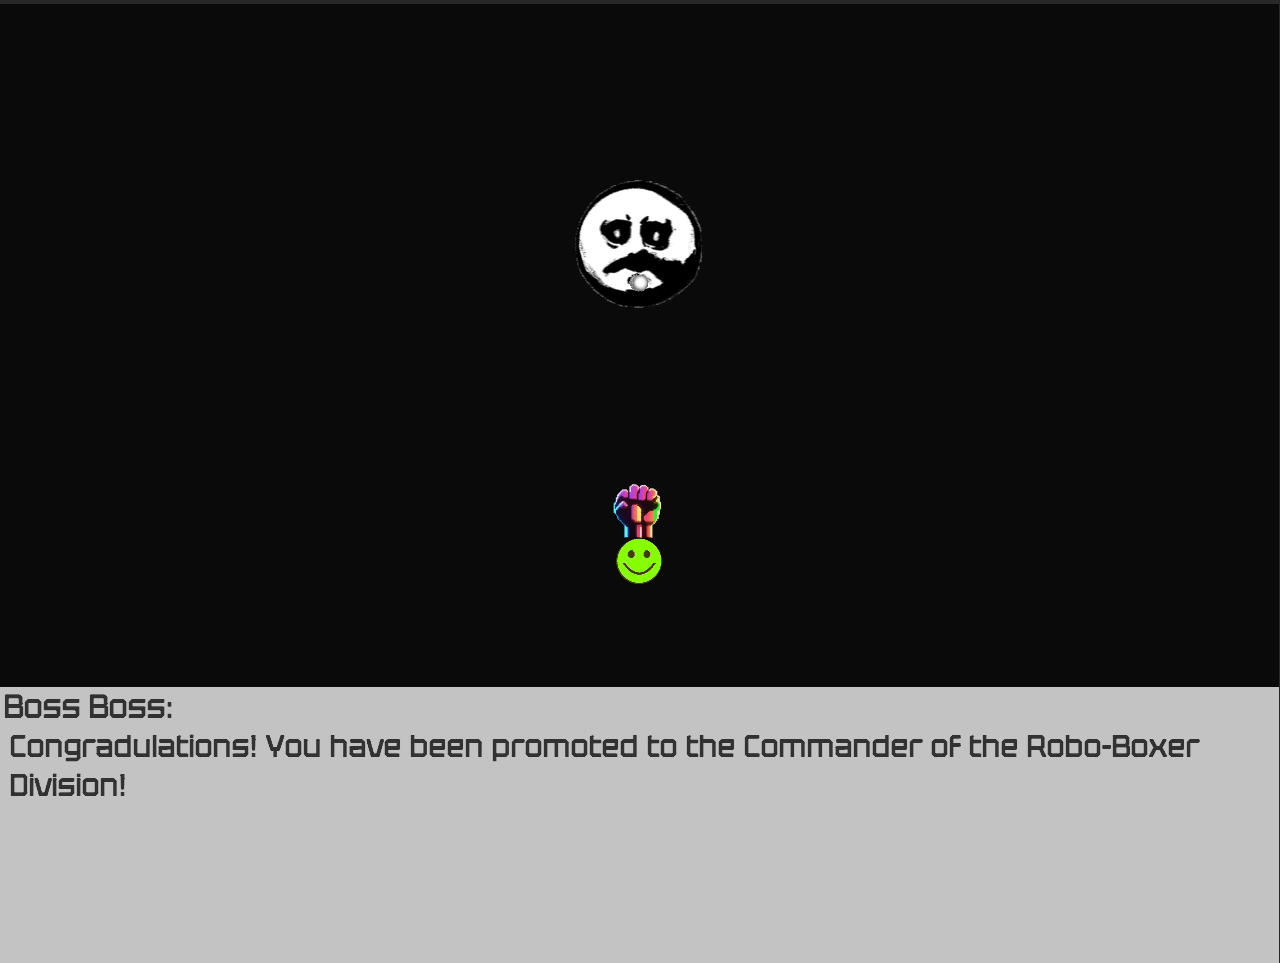 Boss Boss:
Congradulations! You have been promoted to the Commander of the Robo-Boxer
Division!